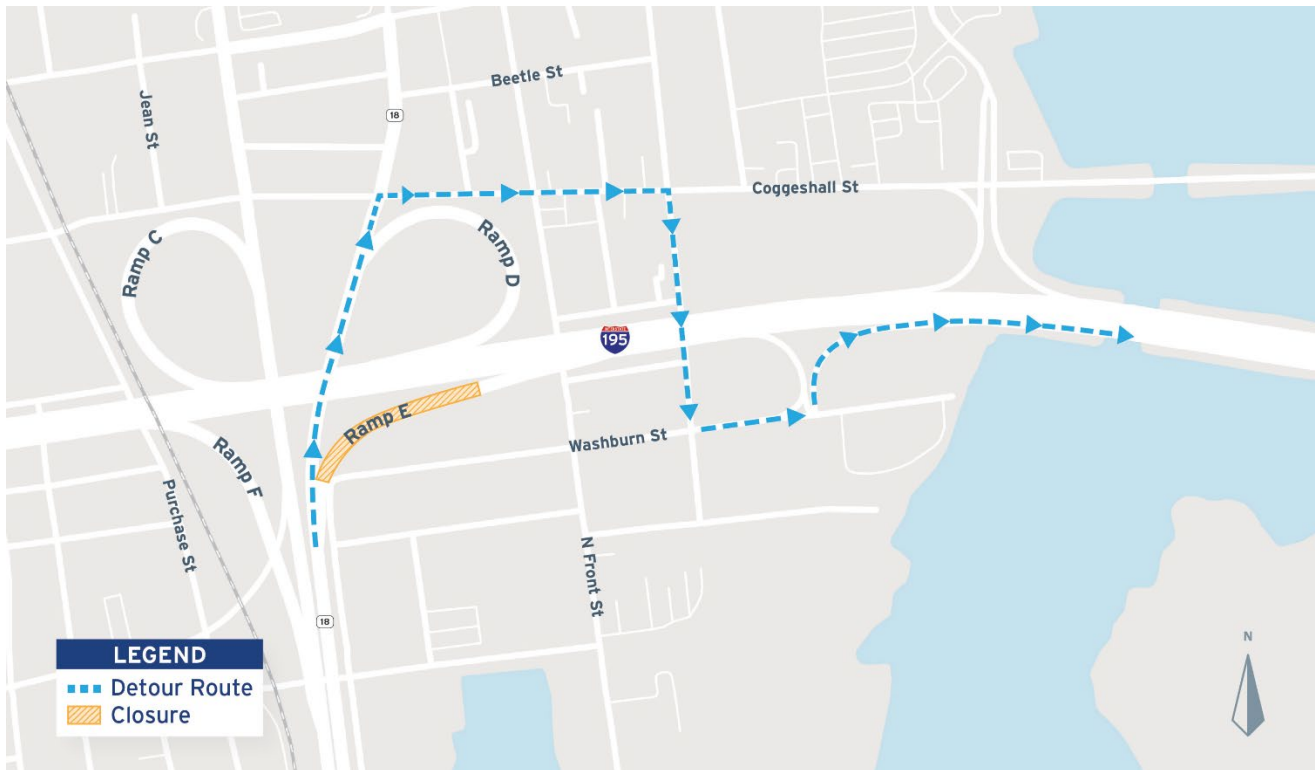 Beetle St
Jean St
18
Coggeshall St
Ramp C
Ramp D
195
Ramp E
Washburn St
Ramp F
Purchase St
N Front St
18
N
LEGEND
Detour Route
Closure